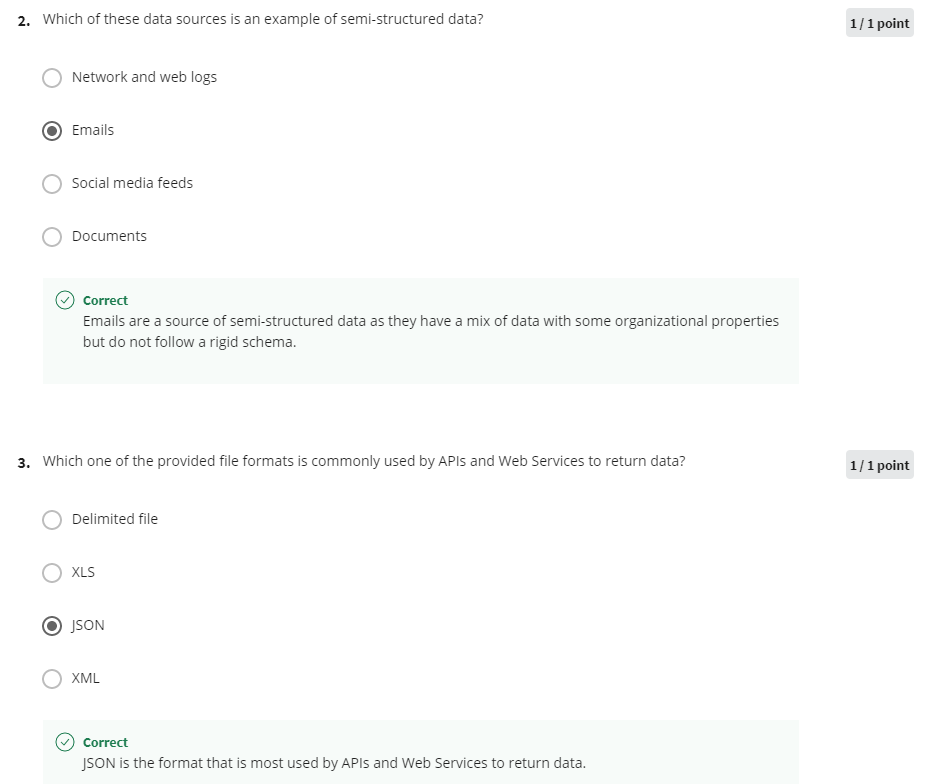 2. Which of these data sources is an example of semi-structured data?
1 / 1 point
Network and web logs
Emails
Social media feeds
Documents
Correct
Emails are a source of semi-structured data as they have a mix of data with some organizational properties
but do not follow a rigid schema.
3. Which one of the provided file formats is commonly used by APIs and Web Services to return data?
1 / 1 point
Delimited file
XLS
JSON
XML
Correct
JSON is the format that is most used by APIs and Web Services to return data.